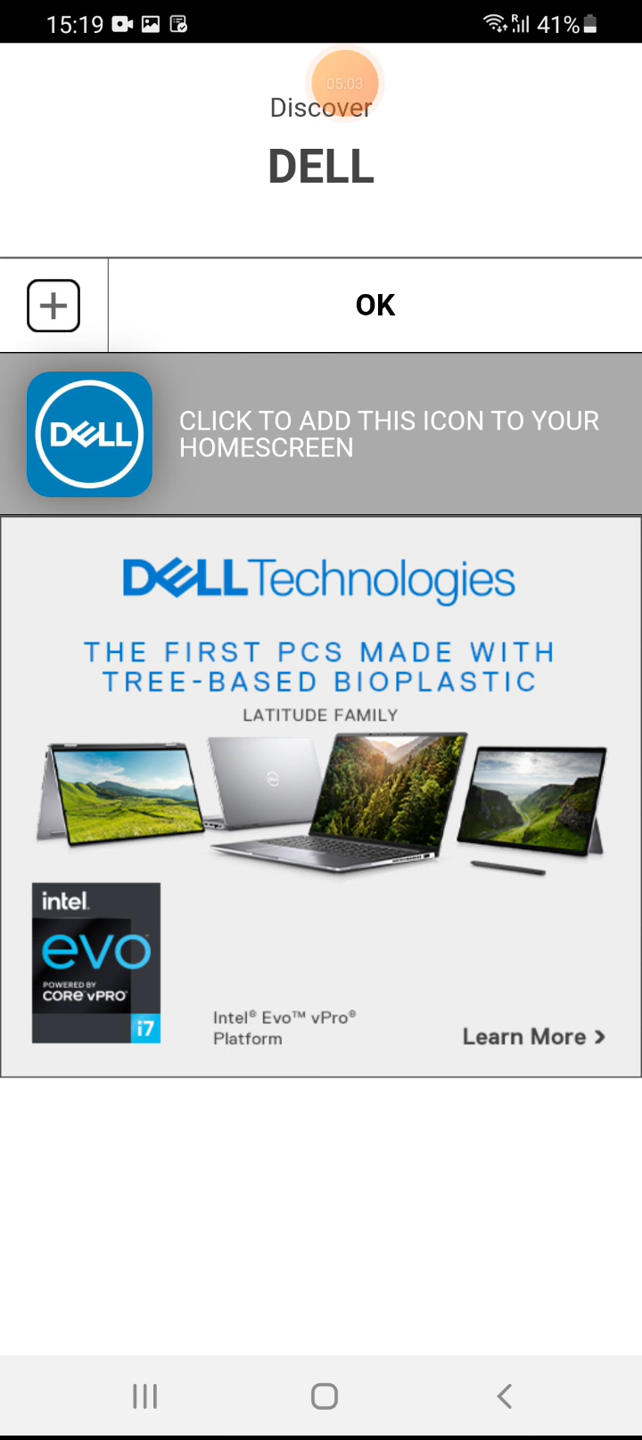 15:19
R
41%
05:03
Discover
DELL
OK
DELL
CLICK TO ADD THIS ICON TO YOUR
HOMESCREEN
DELLTechnologies
THE FIRST PCS MADE WITH
TREE-BASED BIOPLASTIC
LATITUDE FAMILY
intel.
evo
POWERED BY
CORE vPRO®
i7
Intel® Evo™ vPro®
Platform
Learn More >